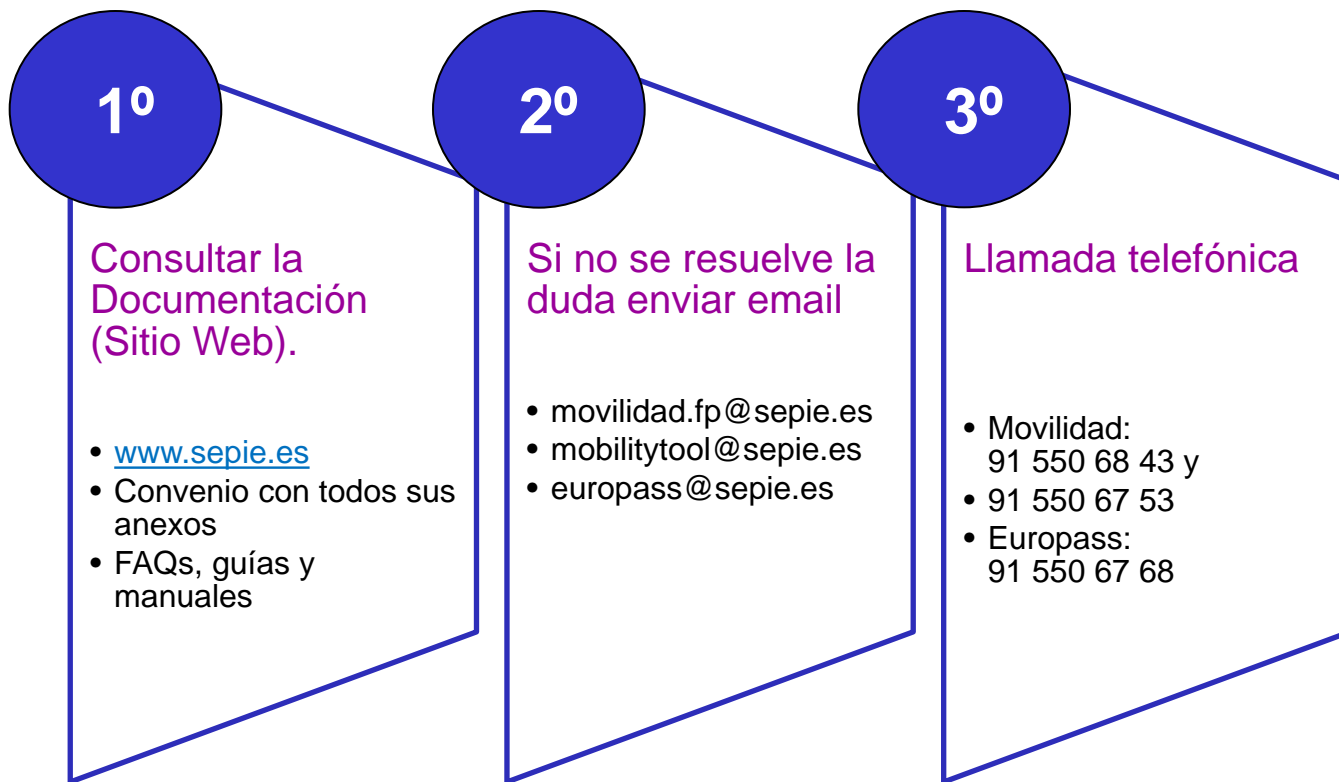 1º
Consultar la
Documentación
(Sitio Web).
• www.sepie.es
• Convenio con todos sus
anexos
• FAQs, guías y
manuales
2º
Si no se resuelve la
duda enviar email
• movilidad.fp@sepie.es
• mobilitytool@sepie.es
• europass@sepie.es
3º
Llamada telefónica
• Movilidad:
91 550 68 43 y
• 91 550 67 53
• Europass:
91 550 67 68